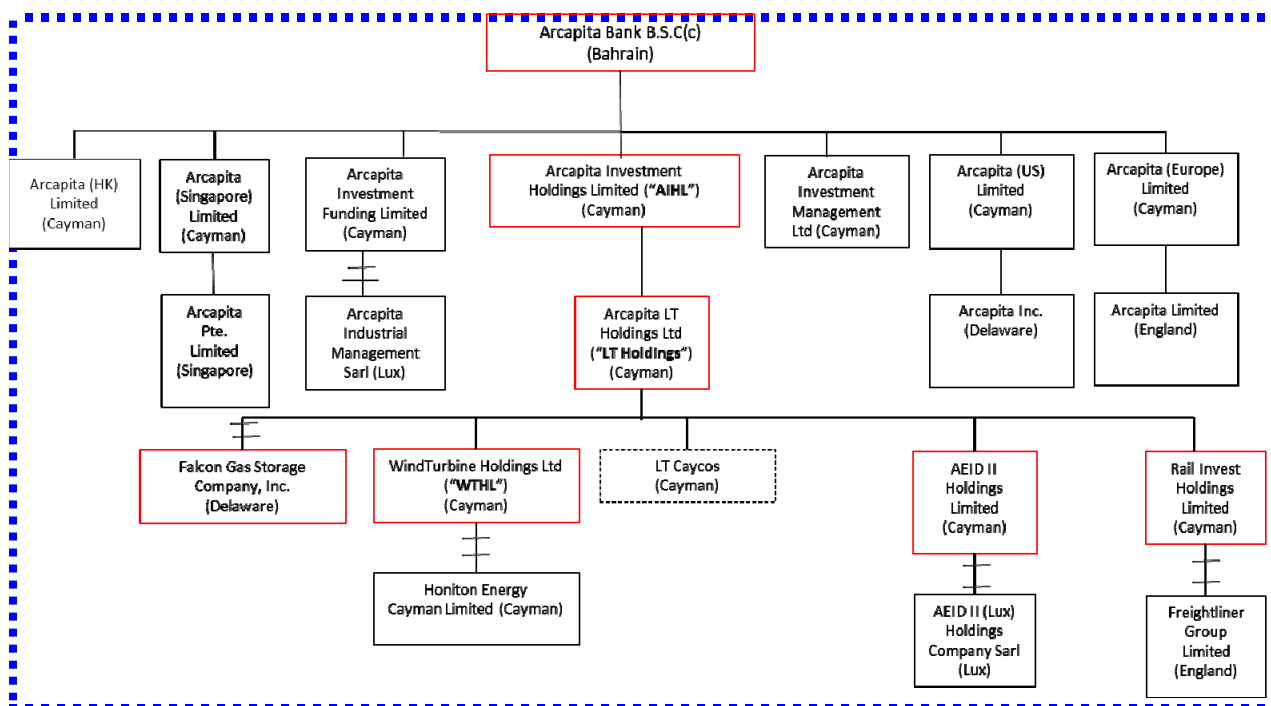 Arcapita Bank B.S.C(c)
(Bahrain)
Arcapita (HK)
Limited
(Cayman)
Arcapita
(Singapore)
Limited
(Cayman)
Arcapita
Investment
Funding Limited
(Cayman)
Arcapita Investment
Holdings Limited (“AIHL”)
(Cayman)
Arcapita
Investment
Management
Ltd (Cayman)
Arcapita (US)
Limited
(Cayman)
Arcapita (Europe)
Limited
(Cayman)
Arcapita
Pte.
Limited
(Singapore)
Arcapita
Industrial
Management
Sarl (Lux)
Arcapita LT
Holdings Ltd
(“LT Holdings”)
(Cayman)
Arcapita Inc.
(Delaware)
Arcapita Limited
(England)
Falcon Gas Storage
Company, Inc.
(Delaware)
WindTurbine Holdings Ltd
(“WTHL”)
(Cayman)
LT Caycos
(Cayman)
AEID II
Holdings
Limited
(Cayman)
Rail Invest
Holdings
Limited
(Cayman)
Honiton Energy
Cayman Limited (Cayman)
AEID II (Lux)
Holdings
Company Sarl
(Lux)
Freightliner
Group
Limited
(England)